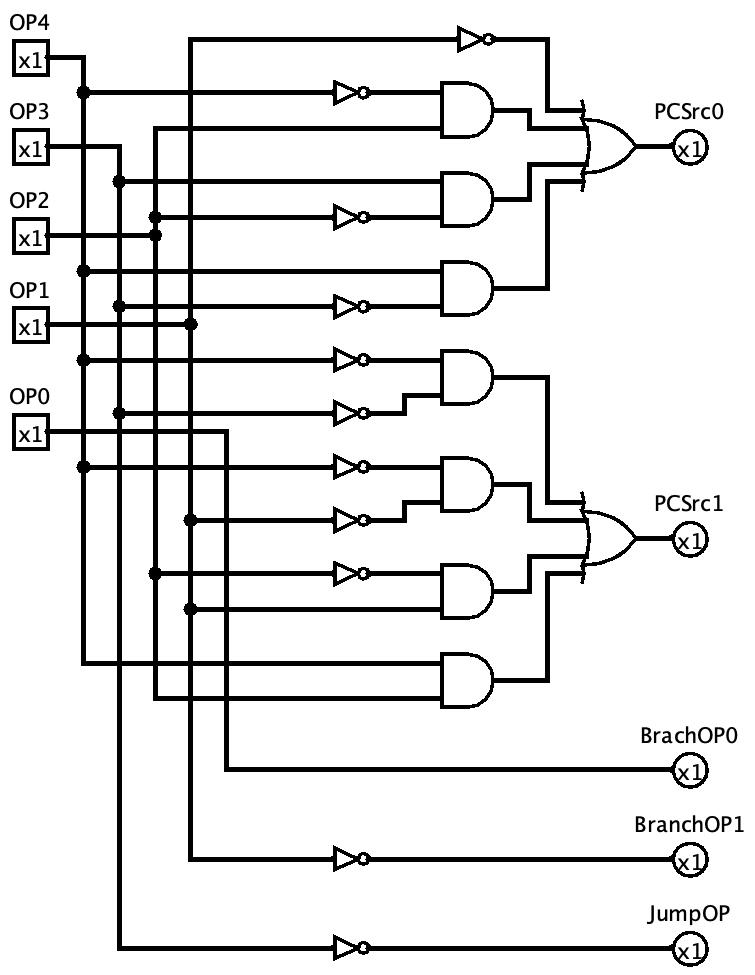 OP4
x1
OP3
x1
OP2
x1
OP1
x1
OP0
x1
PCSrc0
x1
PCSrc1
x1
BrachOP0
x1
BranchOP1
x1
JumpOP
x1